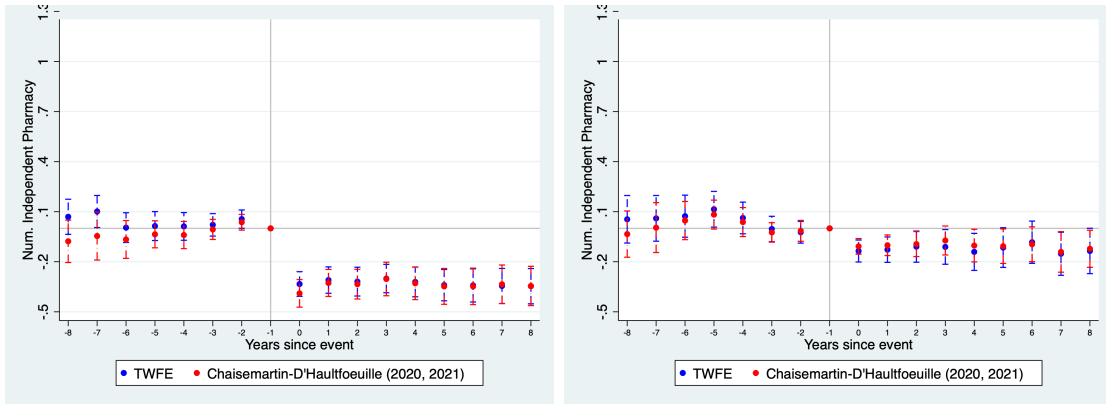 Num. Independent Pharmacy
1.3
1
.7
.4
.1
-.2
-.5
-8 -7 -6 -5 -4 -3 -2 -1 0 1 2 3 4 5 6 7 8
Years since event
TWFE Chaisemartin-D'Haultfoeuille (2020, 2021)
Num. Independent Pharmacy
1.3
1
.7
.4
.1
-.2
-.5
-8 -7 -6 -5 -4 -3 -2 -1 0 1 2 3 4 5 6 7 8
Years since event
TWFE Chaisemartin-D'Haultfoeuille (2020, 2021)